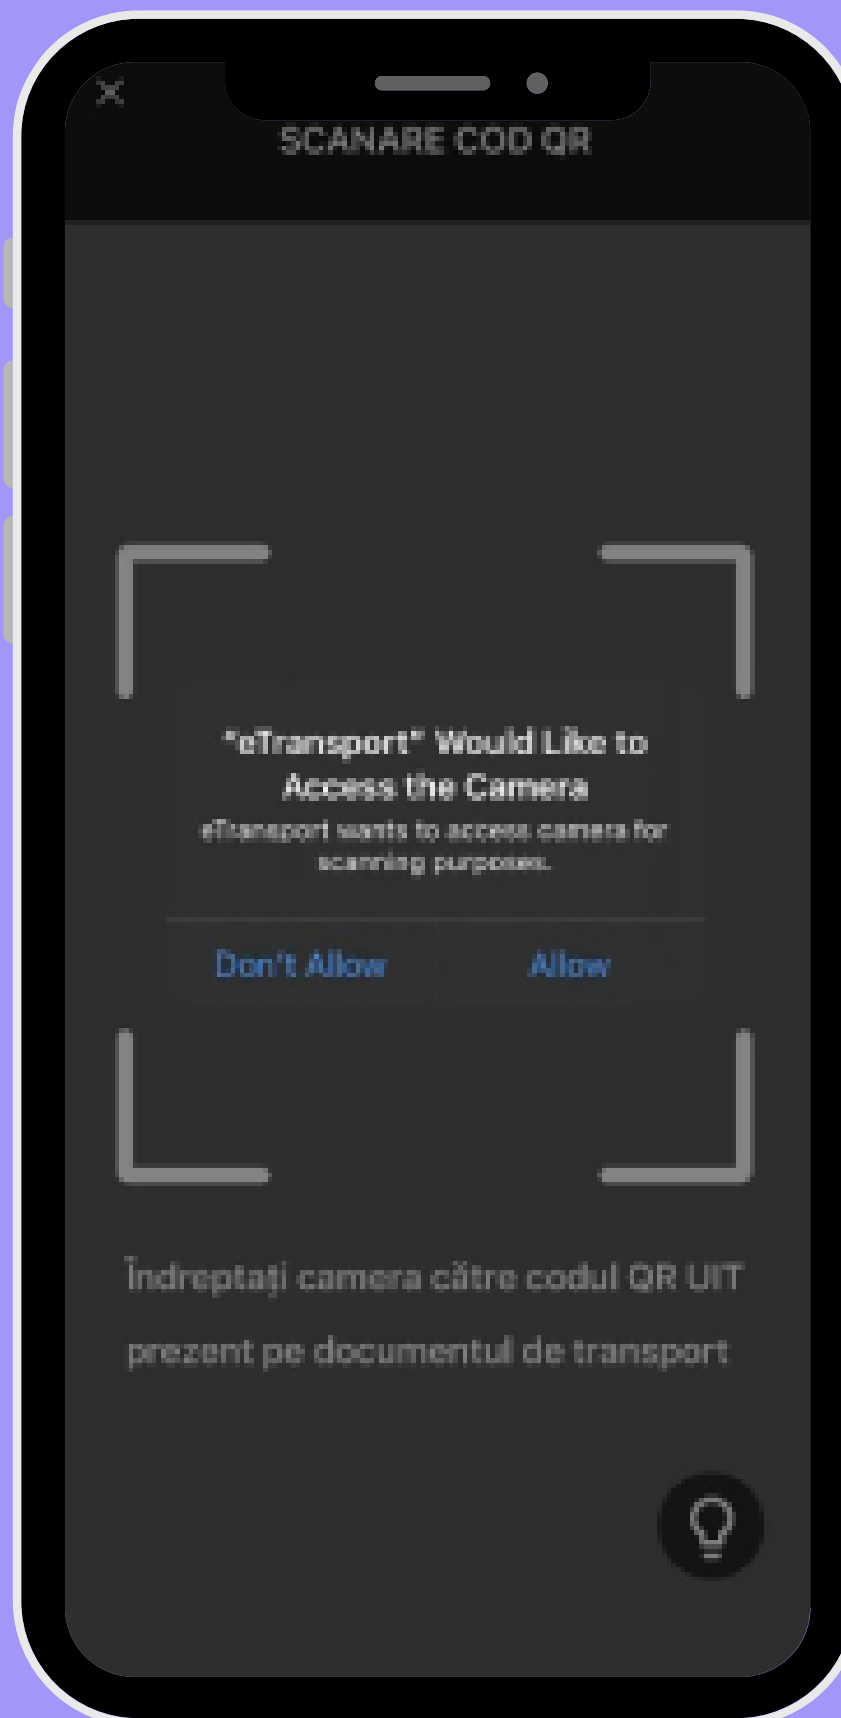 SCANARE COD QR
"eTransport" Would Like to
Access the Camera
eTransport wants to access camera for
scanning purposes.
Don't Allow
Allow
Îndreptați camera către codul QR UIT
prezent pe documentul de transport